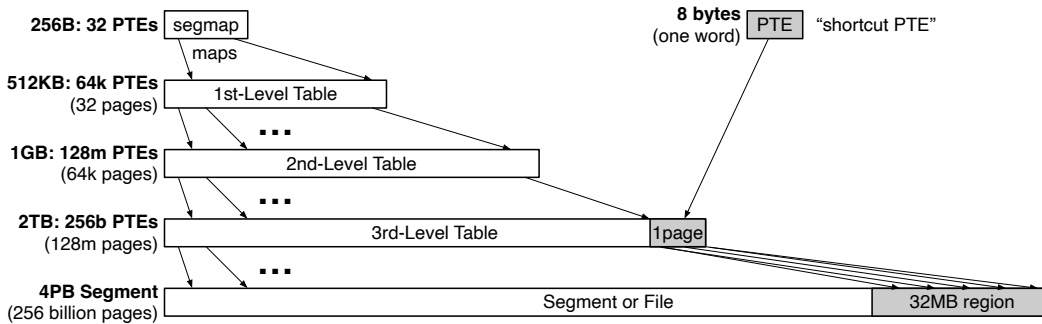 256B: 32 PTEs
segmap
8 bytes
(one word)
PTE
“shortcut PTE”
maps
512KB: 64k PTEs
(32 pages)
1st-Level Table
...
1GB: 128m PTEs
(64k pages)
2nd-Level Table
...
2TB: 256b PTEs
(128m pages)
3rd-Level Table
1page
...
4PB Segment
(256 billion pages)
Segment or File
32MB region